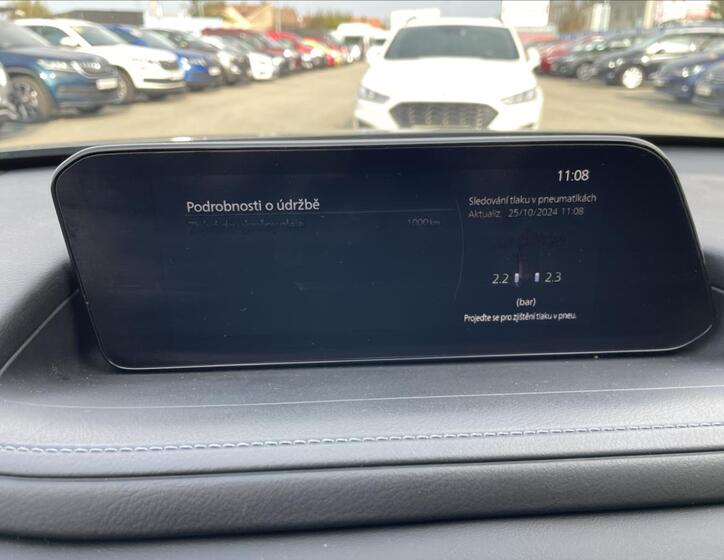 11:08
Podrobnosti o údržbě
Sledování tlaku v pneumatikách
Aktualiz. 25/10/2024 11:08
1000 km
2.2 2.3
(bar)
Projeďte se pro zjištění tlaku v pneu.